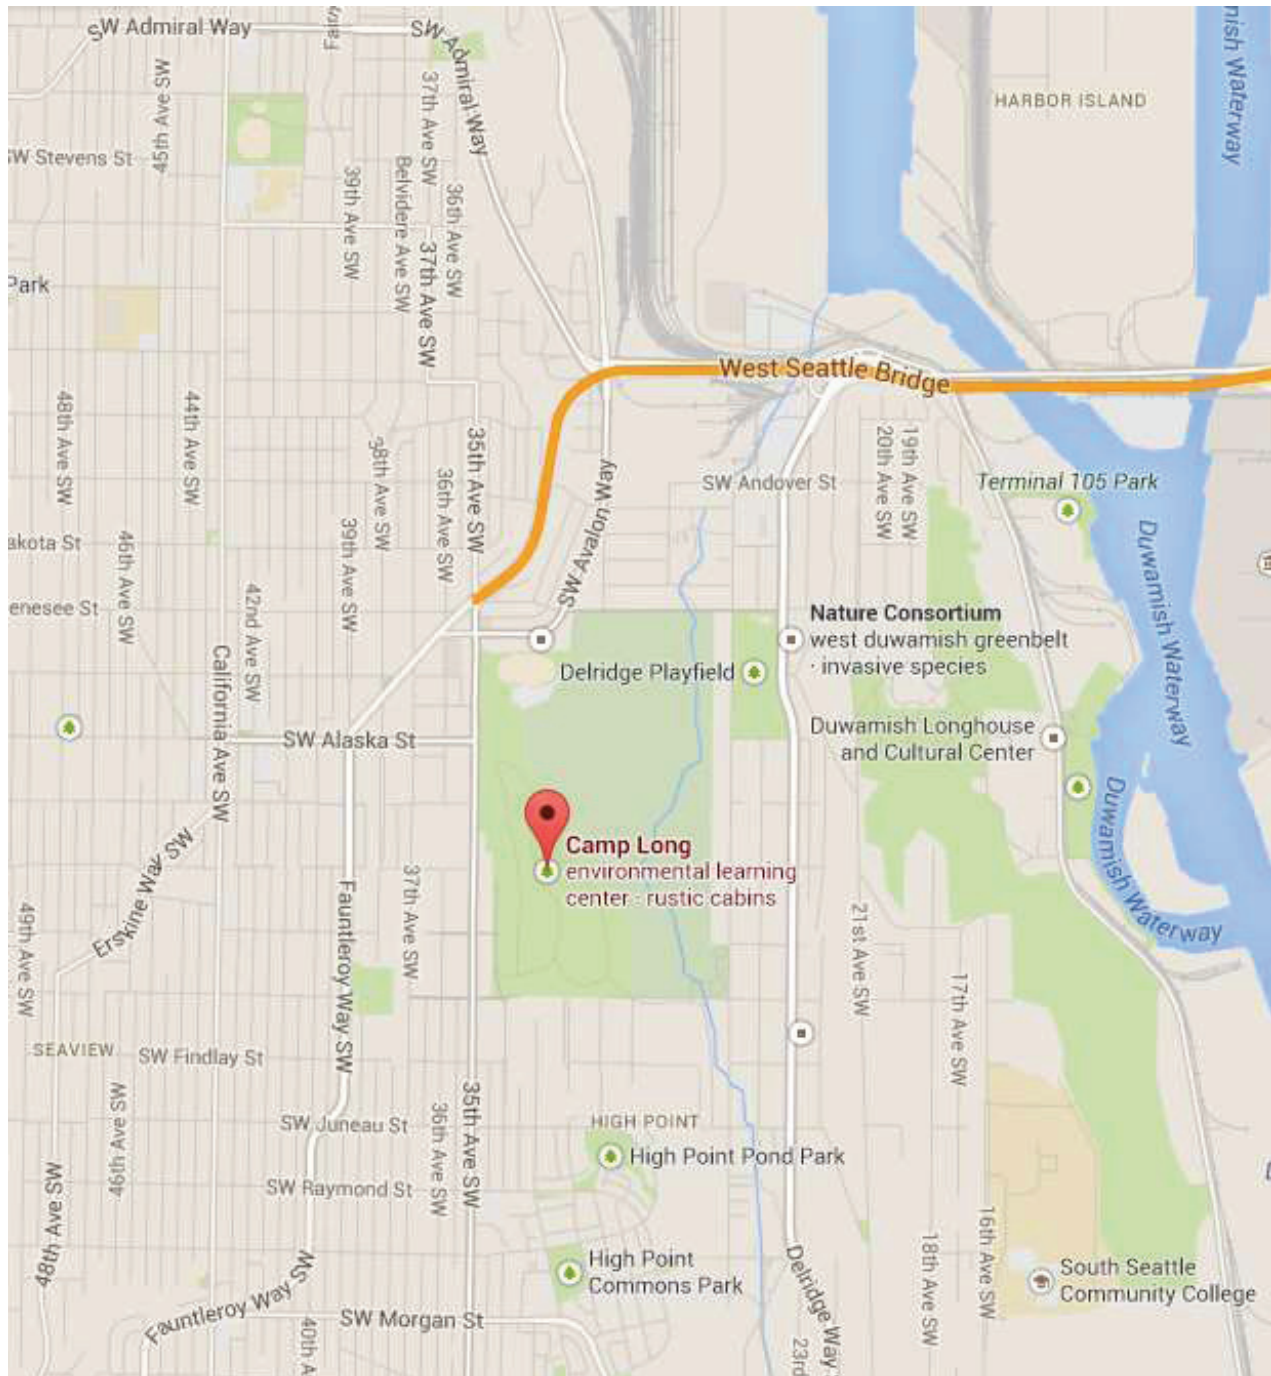 SW Admiral Way
SW Admiral Way
nish Waterway
HARBOR ISLAND
45th Ave SW
37th Ave SW
SW Stevens St
39th Ave SW
Belvidere Ave SW
36th Ave SW
37th Ave SW
Park
West Seattle Bridge
48th Ave SW
44th Ave SW
38th Ave SW
35th Ave SW
36th Ave SW
SW Avalon Way
19th Ave SW
20th Ave SW
SW Andover St
Terminal 105 Park
Duwamish Waterway
akota St
46th Ave SW
39th Ave SW
enesee St
42nd Ave SW
California Ave SW
Nature Consortium
west duwamish greenbelt
· invasive species
Delridge Playfield
Duwamish Longhouse
and Cultural Center
SW Alaska St
Duwamish Waterway
Camp Long
environmental learning
center · rustic cabins
Erskine Way SW
Fauntleroy Way SW
37th Ave SW
49th Ave SW
21st Ave SW
17th Ave SW
SEAVIEW
SW Findlay St
46th Ave SW
SW Juneau St
36th Ave SW
35th Ave SW
HIGH POINT
High Point Pond Park
SW Raymond St
48th Ave SW
High Point
Commons Park
Delridge Way
18th Ave SW
16th Ave SW
South Seattle
Community College
Fauntleroy Way SW
SW Morgan St
40th A
23rd